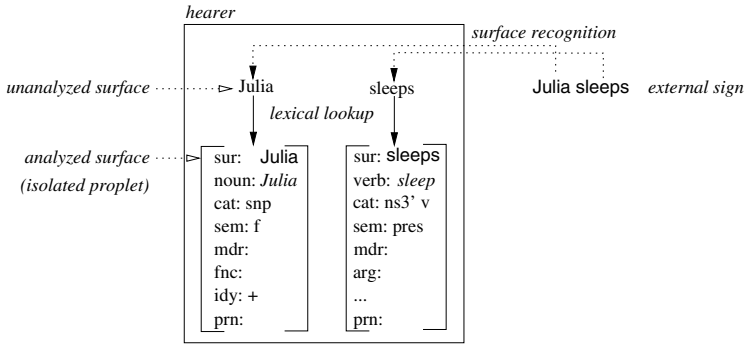 hearer
surface recognition
unanalyzed surface Julia sleeps Julia sleeps external sign
lexical lookup
analyzed surface sur: Julia sur: sleeps
(isolated proplet) noun: Julia verb: sleep
cat: snp cat: ns3' v
sem: f sem: pres
mdr: mdr:
fnc: arg:
idy: + ...
prn: prn: